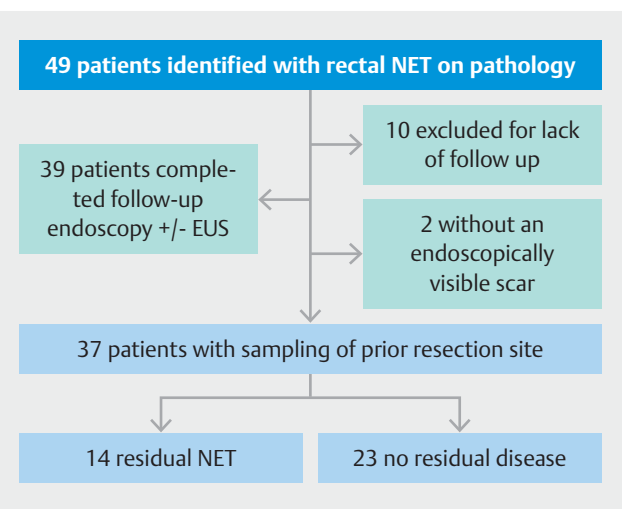 49 patients identified with rectal NET on pathology
10 excluded for lack
of follow up
39 patients comple-
ted follow-up
endoscopy +/- EUS
2 without an
endoscopically
visible scar
37 patients with sampling of prior resection site
14 residual NET
23 no residual disease